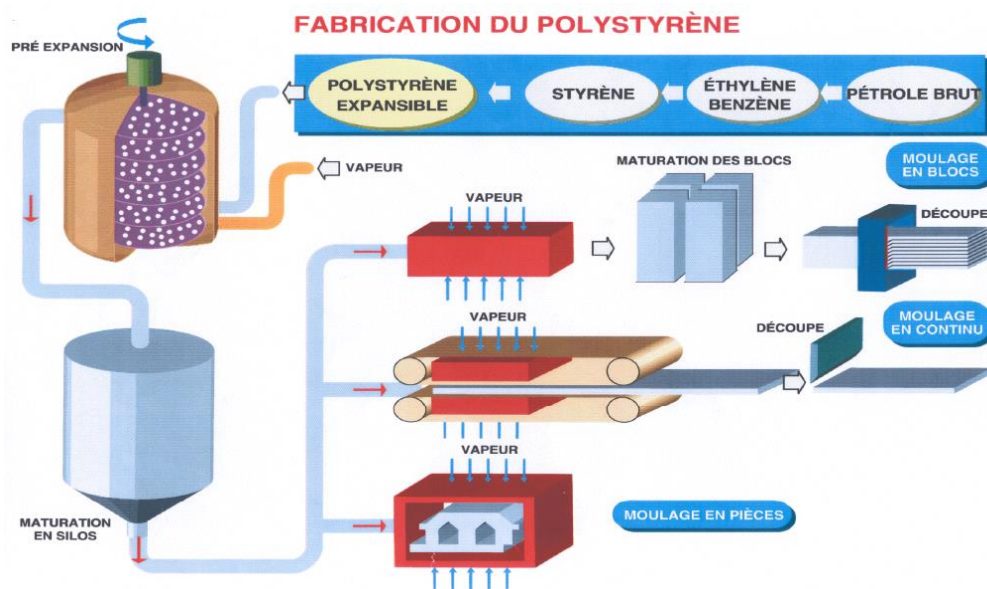 FABRICATION DU POLYSTYRÈNE
PRÉ EXPANSION
POLYSTYRÈNE
EXPANSIBLE
STYRÈNE
ÉTHYLÈNE
BENZÈNE
PÉTROLE BRUT
VAPEUR
MATURATION DES BLOCS
MOULAGE
EN BLOCS
VAPEUR
DÉCOUPE
VAPEUR
DÉCOUPE
MOULAGE
EN CONTINU
VAPEUR
MATURATION
EN SILOS
MOULAGE EN PIÈCES